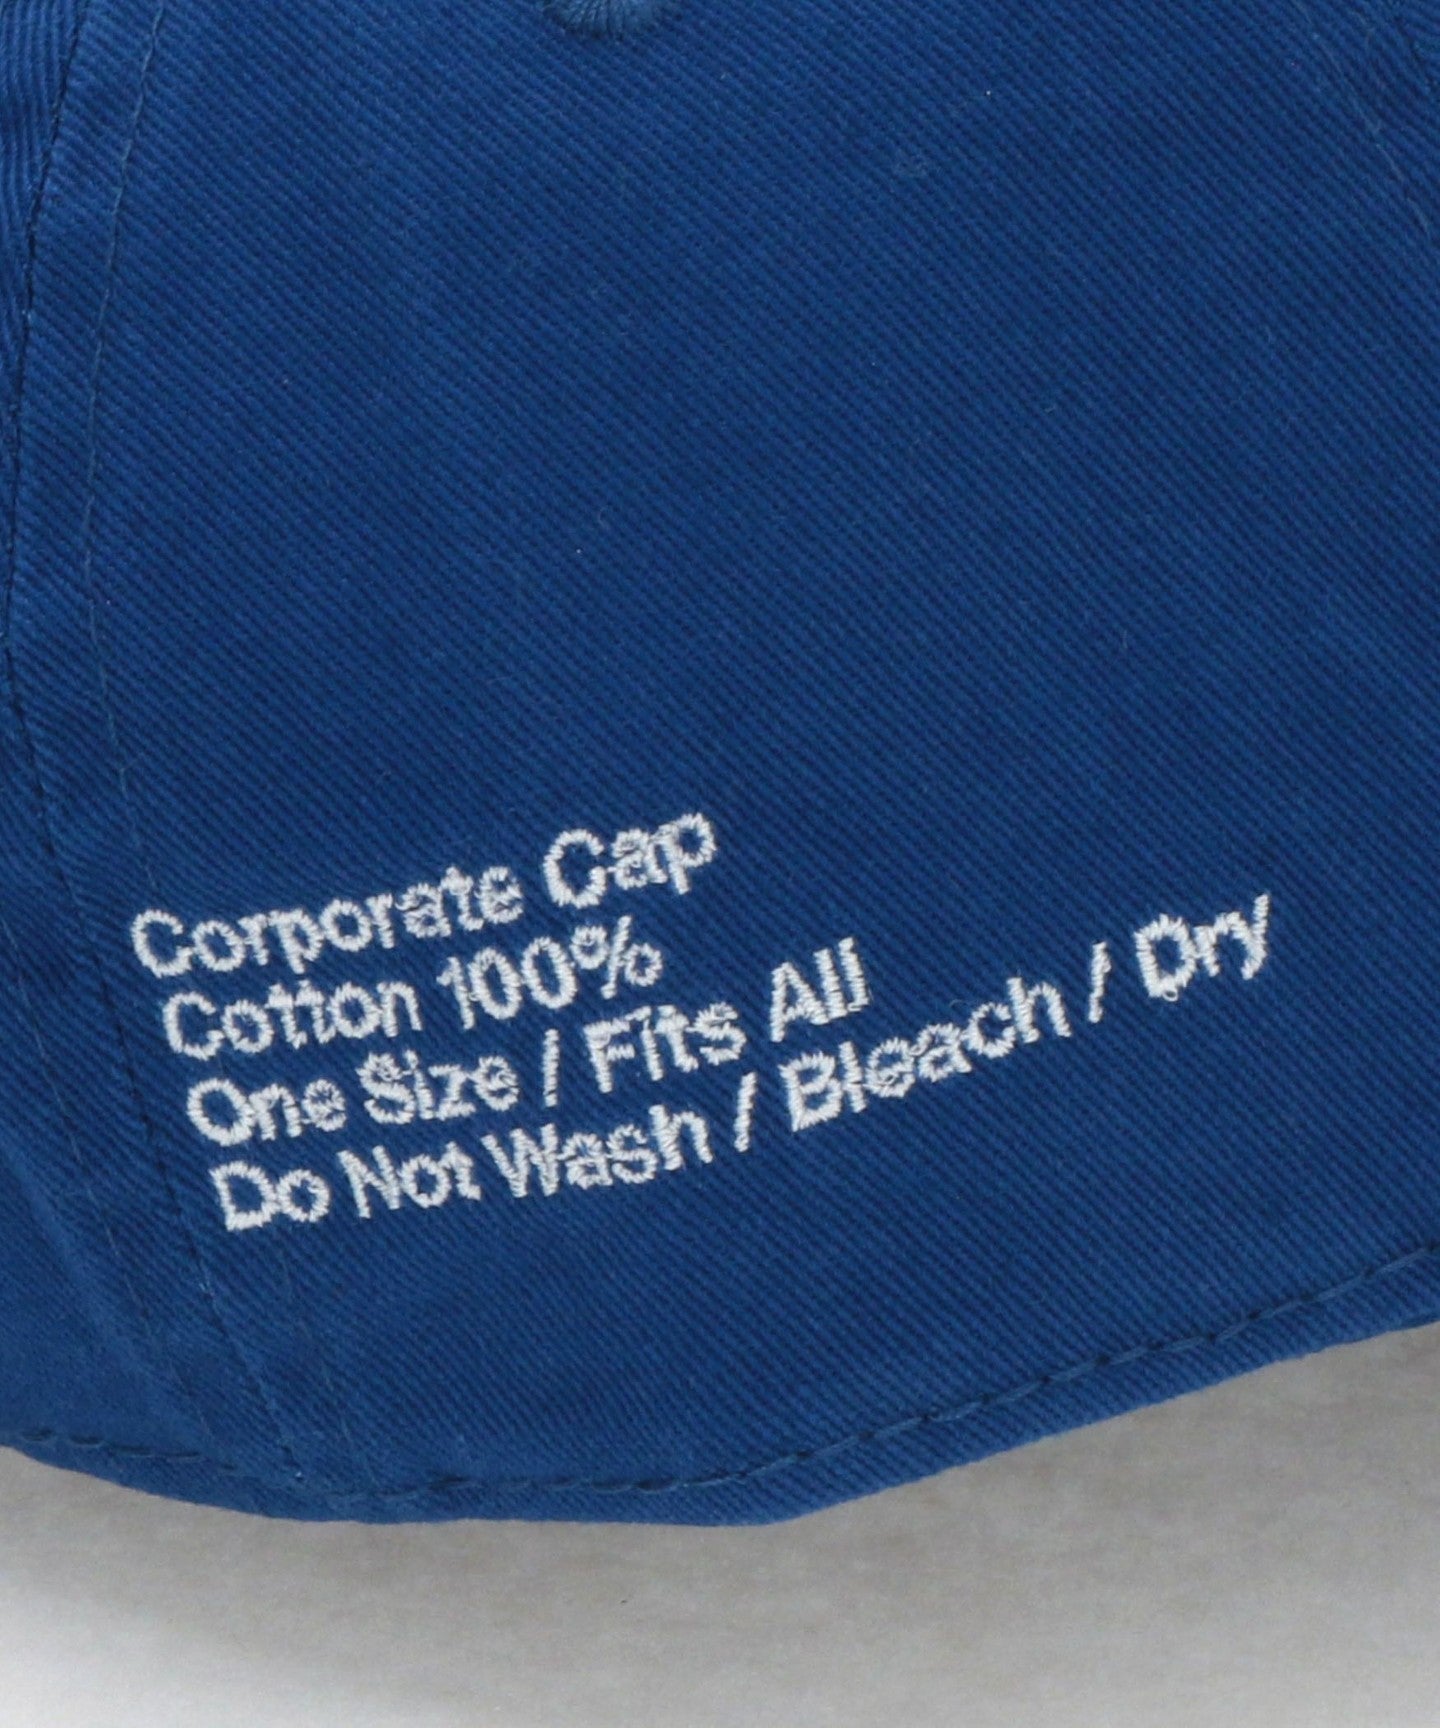 Corporate Cap
Cotton 100%
One Size / Fits All
Do Not Wash / Bleach / Dry